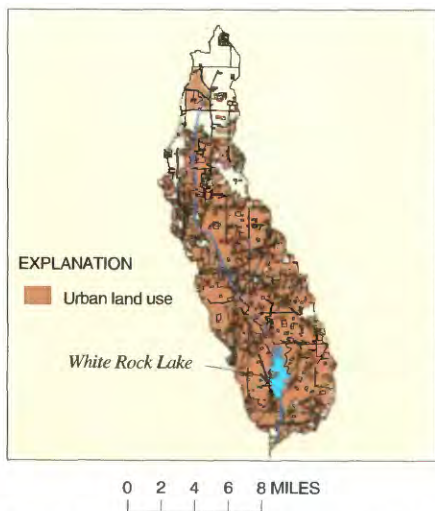 EXPLANATION
Urban land use
White Rock Lake
0 2 4 6 8 MILES